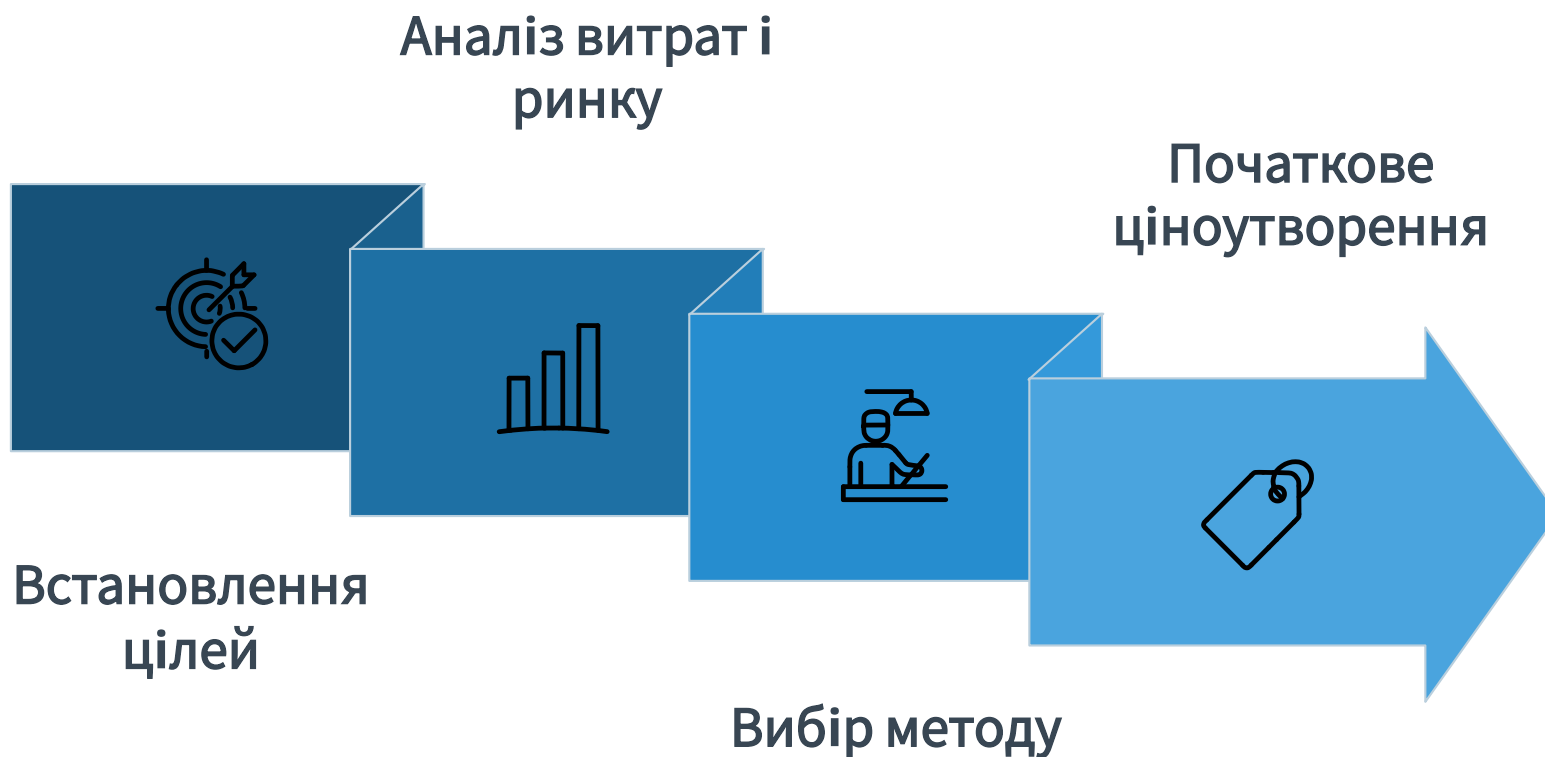 Аналіз витрат і
ринку
Початкове
ціноутворення
Встановлення
цілей
Вибір методу